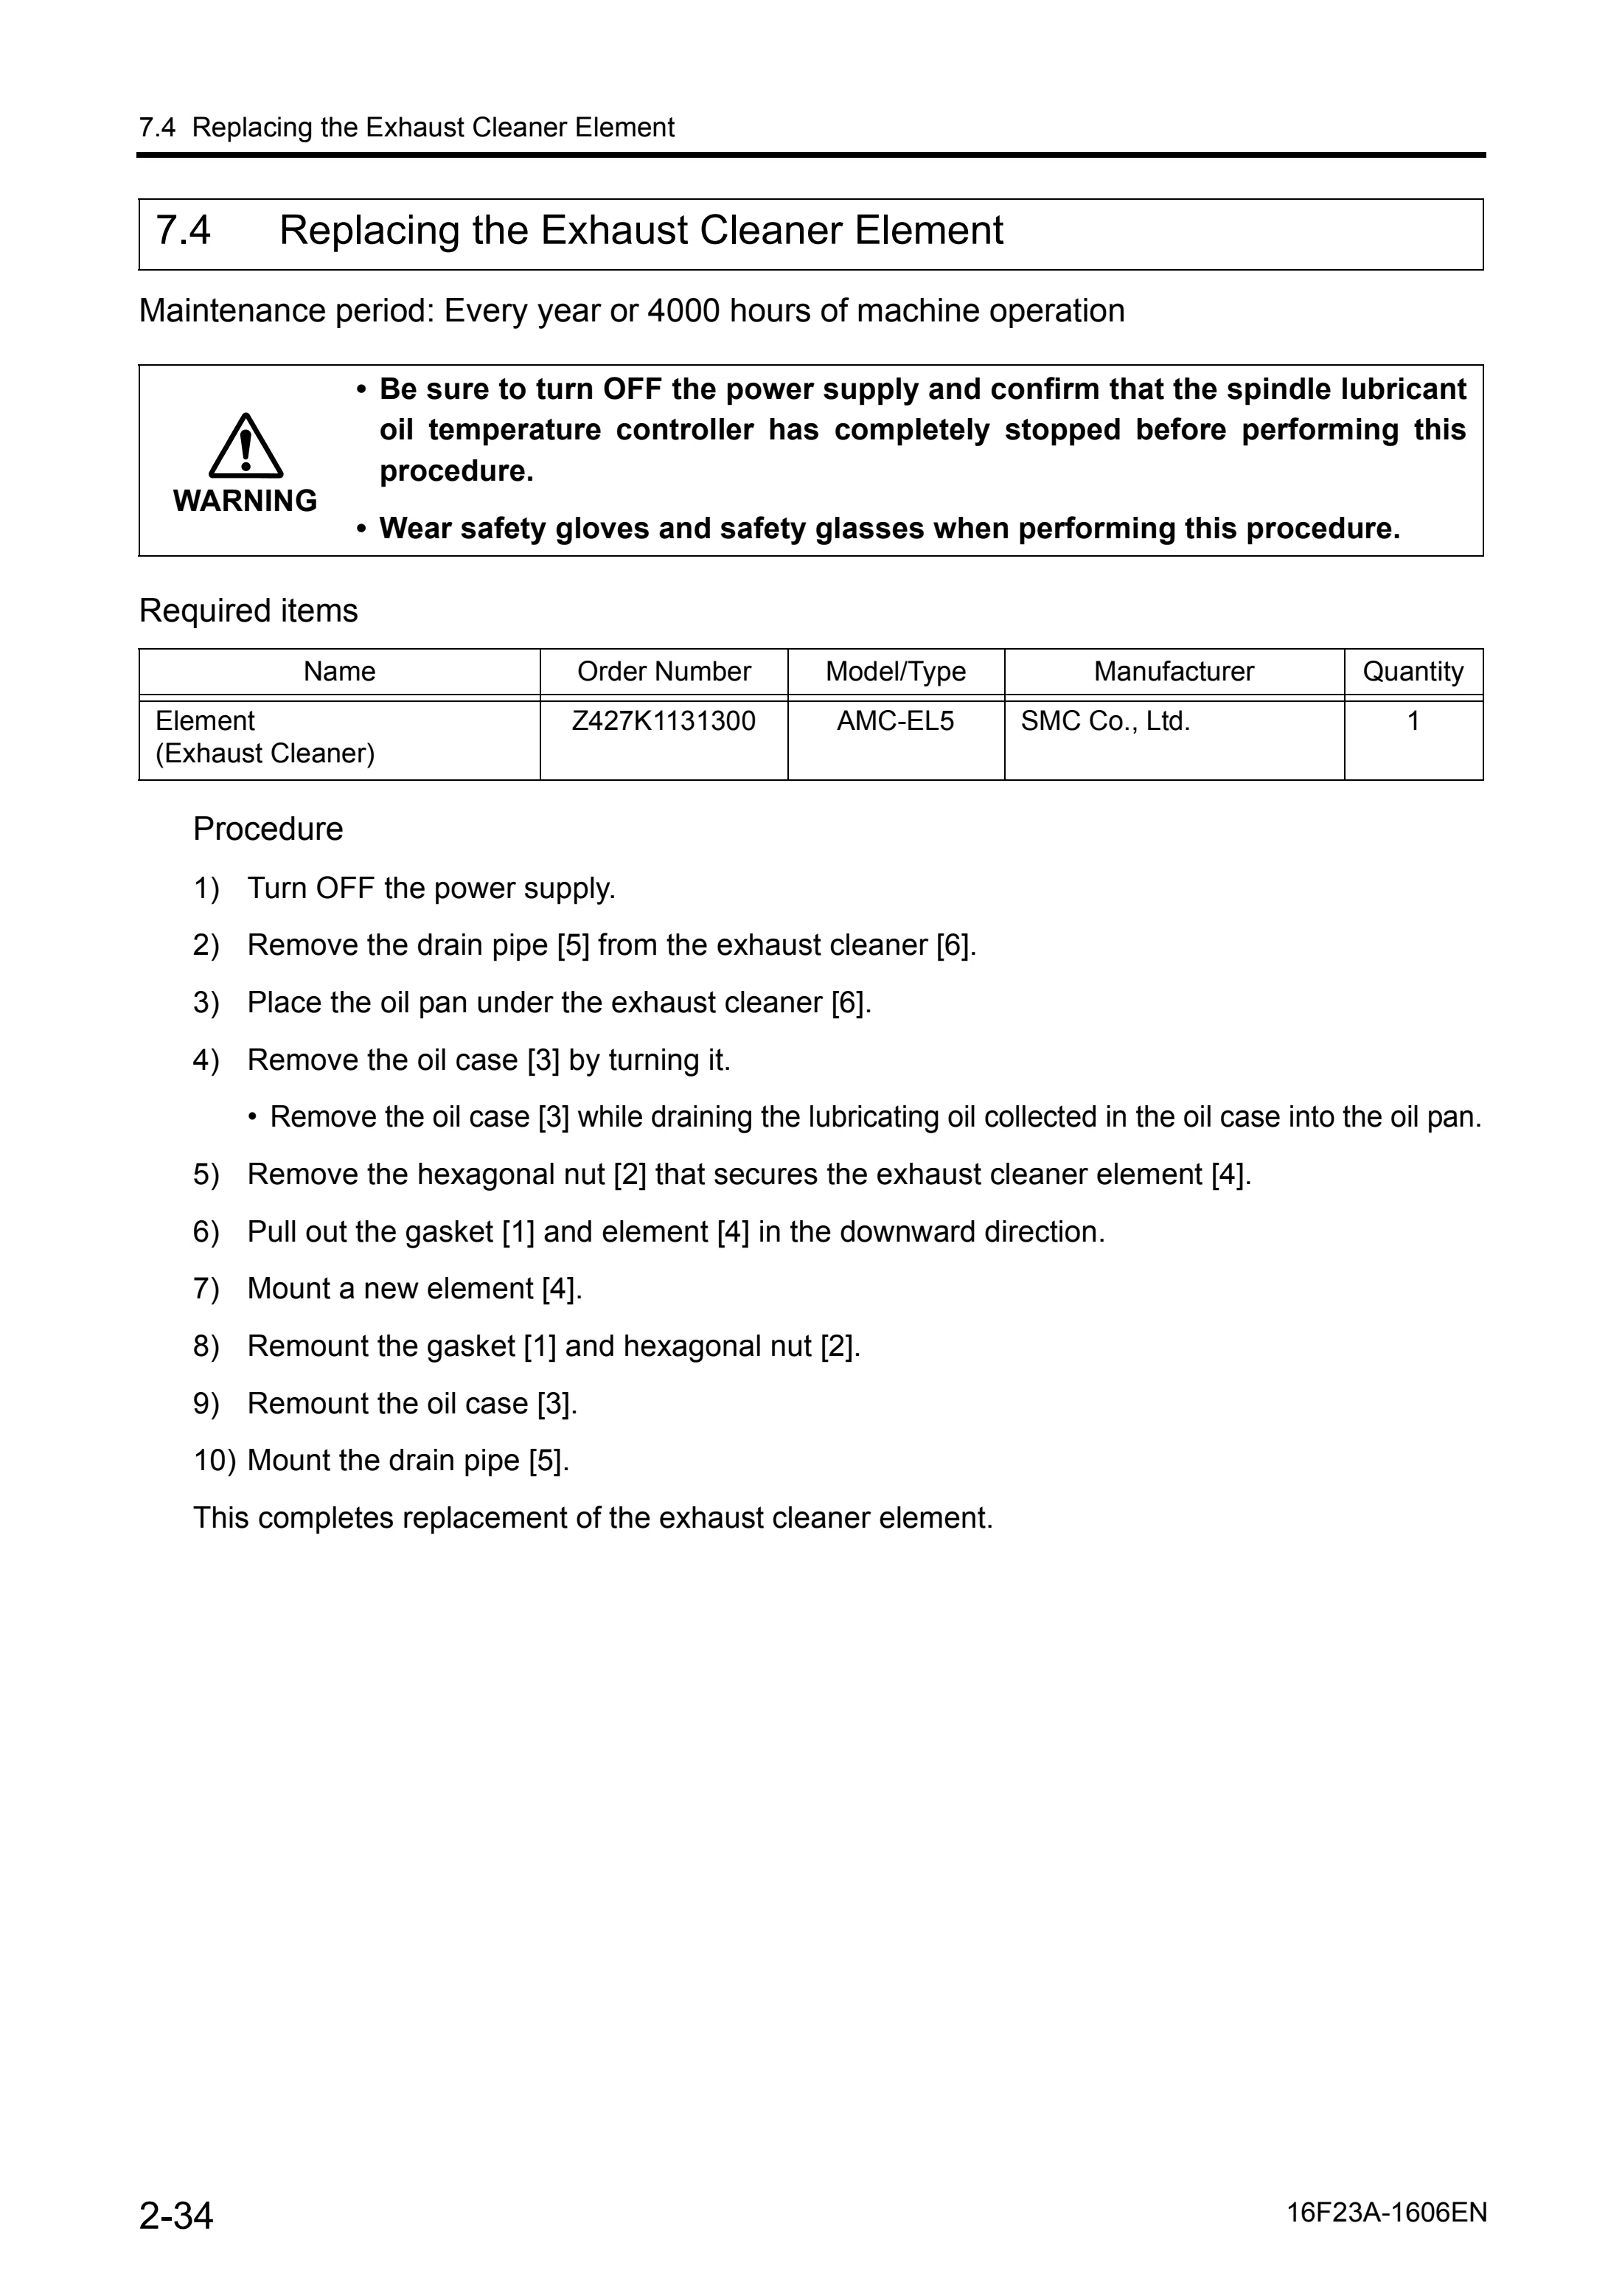 7.4 Replacing the Exhaust Cleaner Element
7.4 Replacing the Exhaust Cleaner Element
Maintenance period: Every year or 4000 hours of machine operation
WARNING
• Be sure to turn OFF the power supply and confirm that the spindle lubricant
oil temperature controller has completely stopped before performing this
procedure.
• Wear safety gloves and safety glasses when performing this procedure.
Required items
Name Order Number Model/Type Manufacturer Quantity
Element Z427K1131300 AMC-EL5 SMC Co., Ltd. 1
(Exhaust Cleaner)
Procedure
1) Turn OFF the power supply.
2) Remove the drain pipe [5] from the exhaust cleaner [6].
3) Place the oil pan under the exhaust cleaner [6].
4) Remove the oil case [3] by turning it.
• Remove the oil case [3] while draining the lubricating oil collected in the oil case into the oil pan.
5) Remove the hexagonal nut [2] that secures the exhaust cleaner element [4].
6) Pull out the gasket [1] and element [4] in the downward direction.
7) Mount a new element [4].
8) Remount the gasket [1] and hexagonal nut [2].
9) Remount the oil case [3].
10) Mount the drain pipe [5].
This completes replacement of the exhaust cleaner element.
2-34
16F23A-1606EN